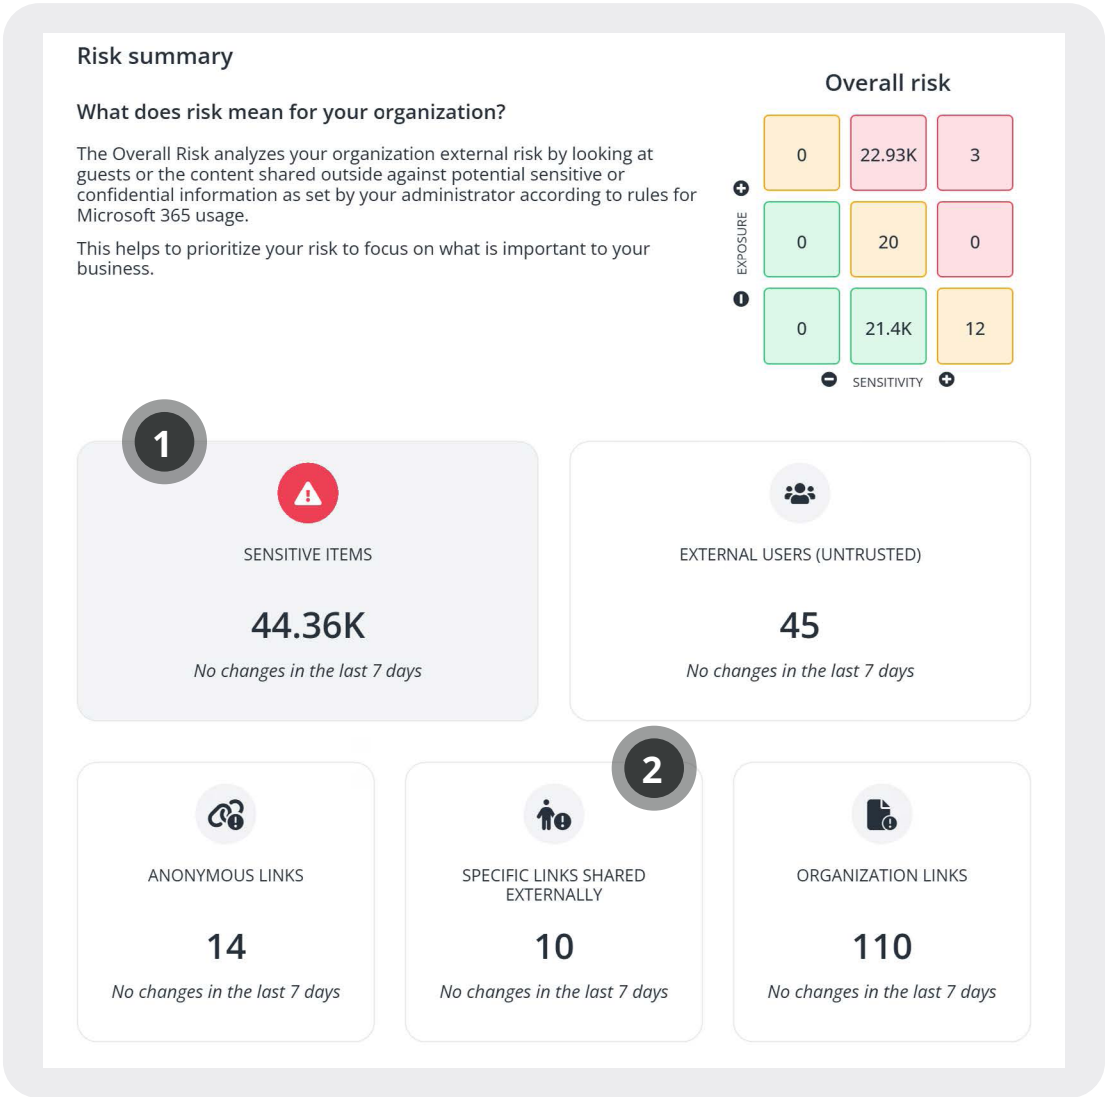 Risk summary
What does risk mean for your organization?
The Overall Risk analyzes your organization external risk by looking at
guests or the content shared outside against potential sensitive or
confidential information as set by your administrator according to rules for
Microsoft 365 usage.
This helps to prioritize your risk to focus on what is important to your
business.
Overall risk
0 22.93K 3
0 20 0
0 21.4K 12
EXPOSURE
SENSITIVITY
1
SENSITIVE ITEMS
44.36K
No changes in the last 7 days
EXTERNAL USERS (UNTRUSTED)
45
No changes in the last 7 days
ANONYMOUS LINKS
14
No changes in the last 7 days
2
SPECIFIC LINKS SHARED
EXTERNALLY
10
No changes in the last 7 days
ORGANIZATION LINKS
110
No changes in the last 7 days